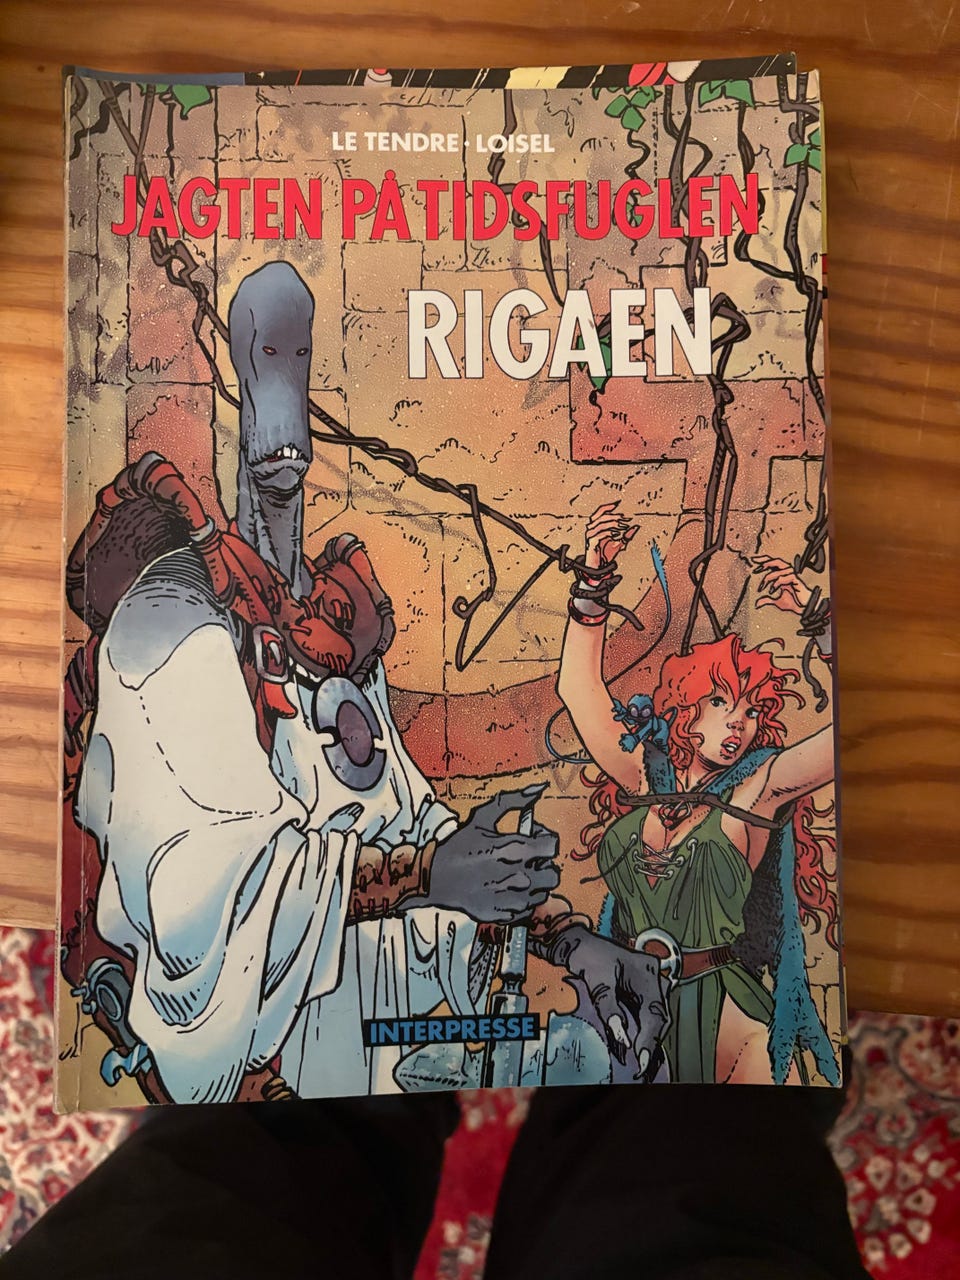 LE TENDRE · LOISEL
JAGTEN PÅ TIDSFUGLEN
RIGAEN
INTERPRESSE